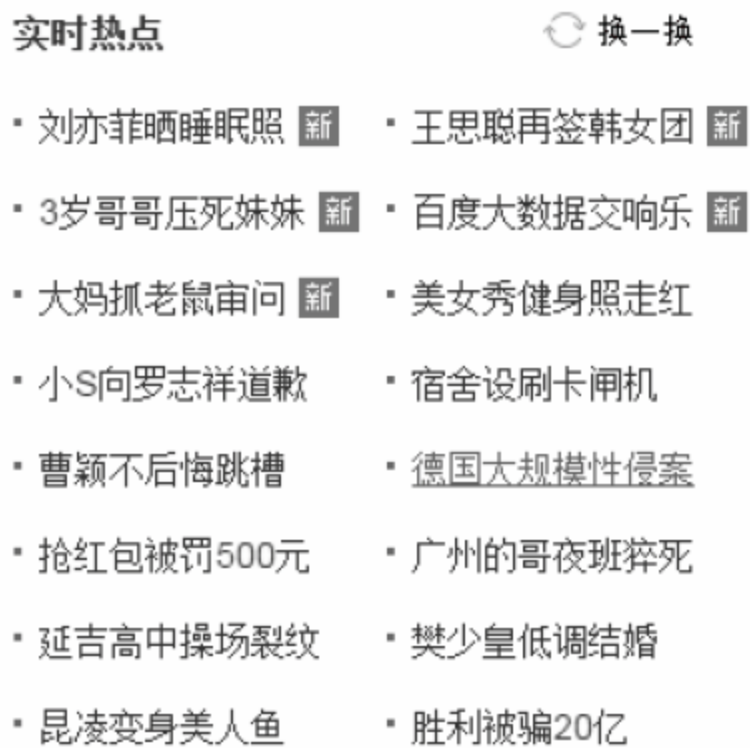 实时热点 换一换
刘亦菲晒睡眠照 新 王思聪再签韩女团 新
3岁哥哥压死妹妹 新 百度大数据交响乐 新
大妈抓老鼠审问 新 美女秀健身照走红
小S向罗志祥道歉 宿舍设刷卡闸机
曹颖不后悔跳槽 德国大规模性侵案
抢红包被罚500元 广州的哥夜班猝死
延吉高中操场裂纹 樊少皇低调结婚
昆凌变身美人鱼 胜利被骗20亿